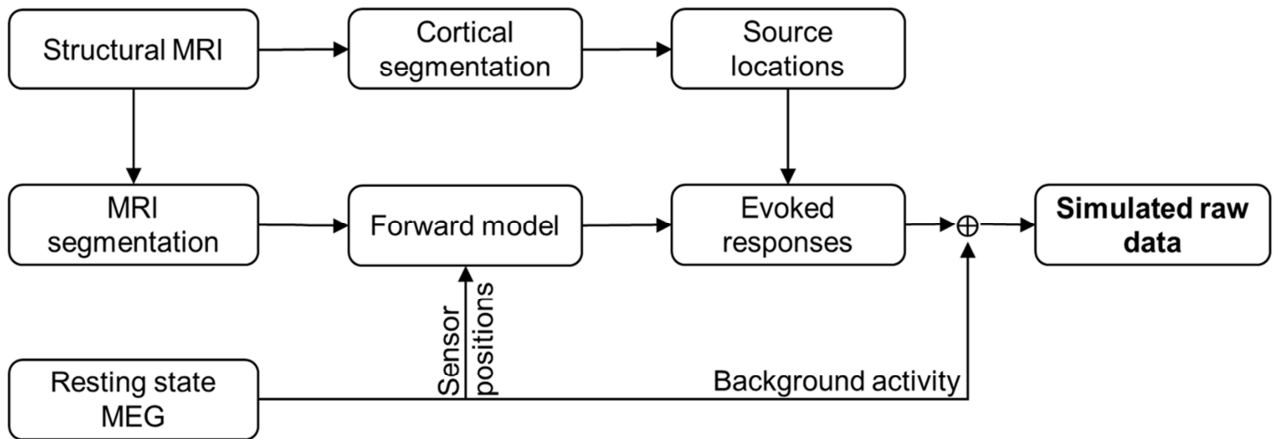 Structural MRI
Cortical
segmentation
Source
locations
MRI
segmentation
Forward model
Evoked
responses
Simulated raw
data
Sensor
positions
Resting state
MEG
Background activity